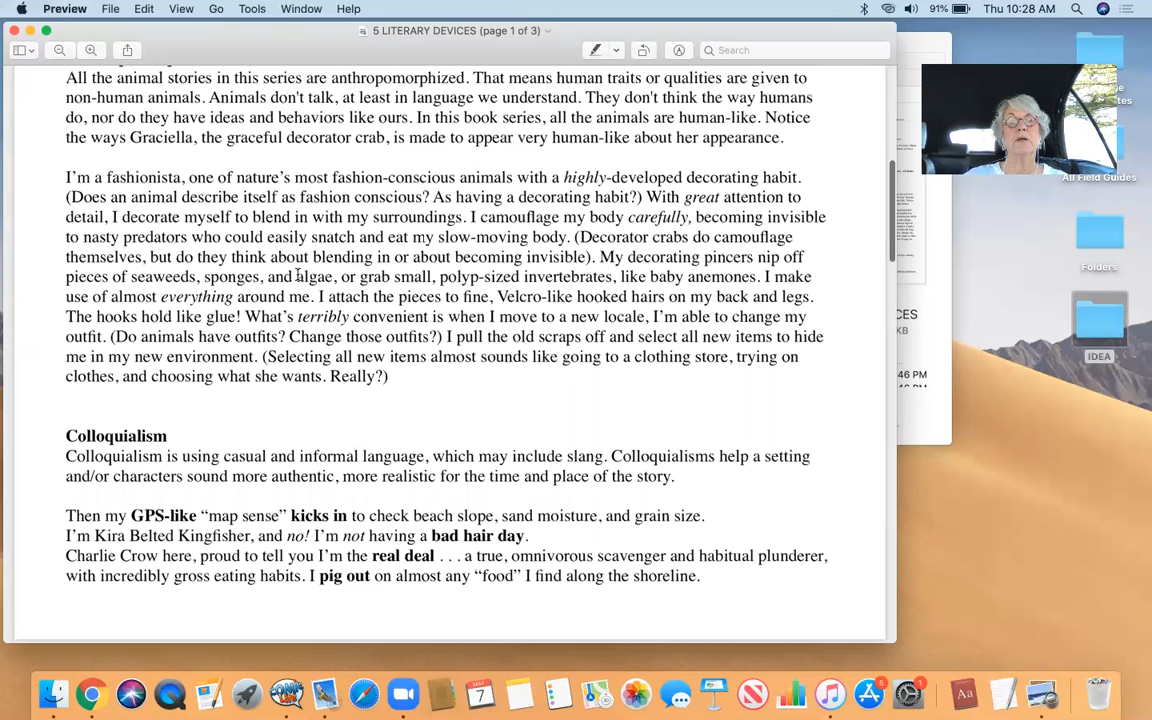 Preview File Edit View Go Tools Window Help 91% Thu 10:28 AM
5 LITERARY DEVICES (page 1 of 3)
Search
All the animal stories in this series are anthropomorphized. That means human traits or qualities are given to
non-human animals. Animals don't talk, at least in language we understand. They don't think the way humans
do, nor do they have ideas and behaviors like ours. In this book series, all the animals are human-like. Notice
the ways Graciella, the graceful decorator crab, is made to appear very human-like about her appearance.
I'm a fashionista, one of nature's most fashion-conscious animals with a highly-developed decorating habit.
(Does an animal describe itself as fashion conscious? As having a decorating habit?) With great attention to
detail, I decorate myself to blend in with my surroundings. I camouflage my body carefully, becoming invisible
to nasty predators who could easily snatch and eat my slow-moving body. (Decorator crabs do camouflage
themselves, but do they think about blending in or about becoming invisible). My decorating pincers nip off
pieces of seaweeds, sponges, and algae, or grab small, polyp-sized invertebrates, like baby anemones. I make
use of almost everything around me. I attach the pieces to fine, Velcro-like hooked hairs on my back and legs.
The hooks hold like glue! What's terribly convenient is when I move to a new locale, I'm able to change my
outfit. (Do animals have outfits? Change those outfits?) I pull the old scraps off and select all new items to hide
me in my new environment. (Selecting all new items almost sounds like going to a clothing store, trying on
clothes, and choosing what she wants. Really?)
Colloquialism
Colloquialism is using casual and informal language, which may include slang. Colloquialisms help a setting
and/or characters sound more authentic, more realistic for the time and place of the story.
Then my GPS-like “map sense” kicks in to check beach slope, sand moisture, and grain size.
I'm Kira Belted Kingfisher, and no! I'm not having a bad hair day.
Charlie Crow here, proud to tell you I'm the real deal . . . a true, omnivorous scavenger and habitual plunderer,
with incredibly gross eating habits. I pig out on almost any “food” I find along the shoreline.
All Field Guides
Folders
IDEA
CES
KB
46 PM
46 PM
MAY
7
5
1
Aa